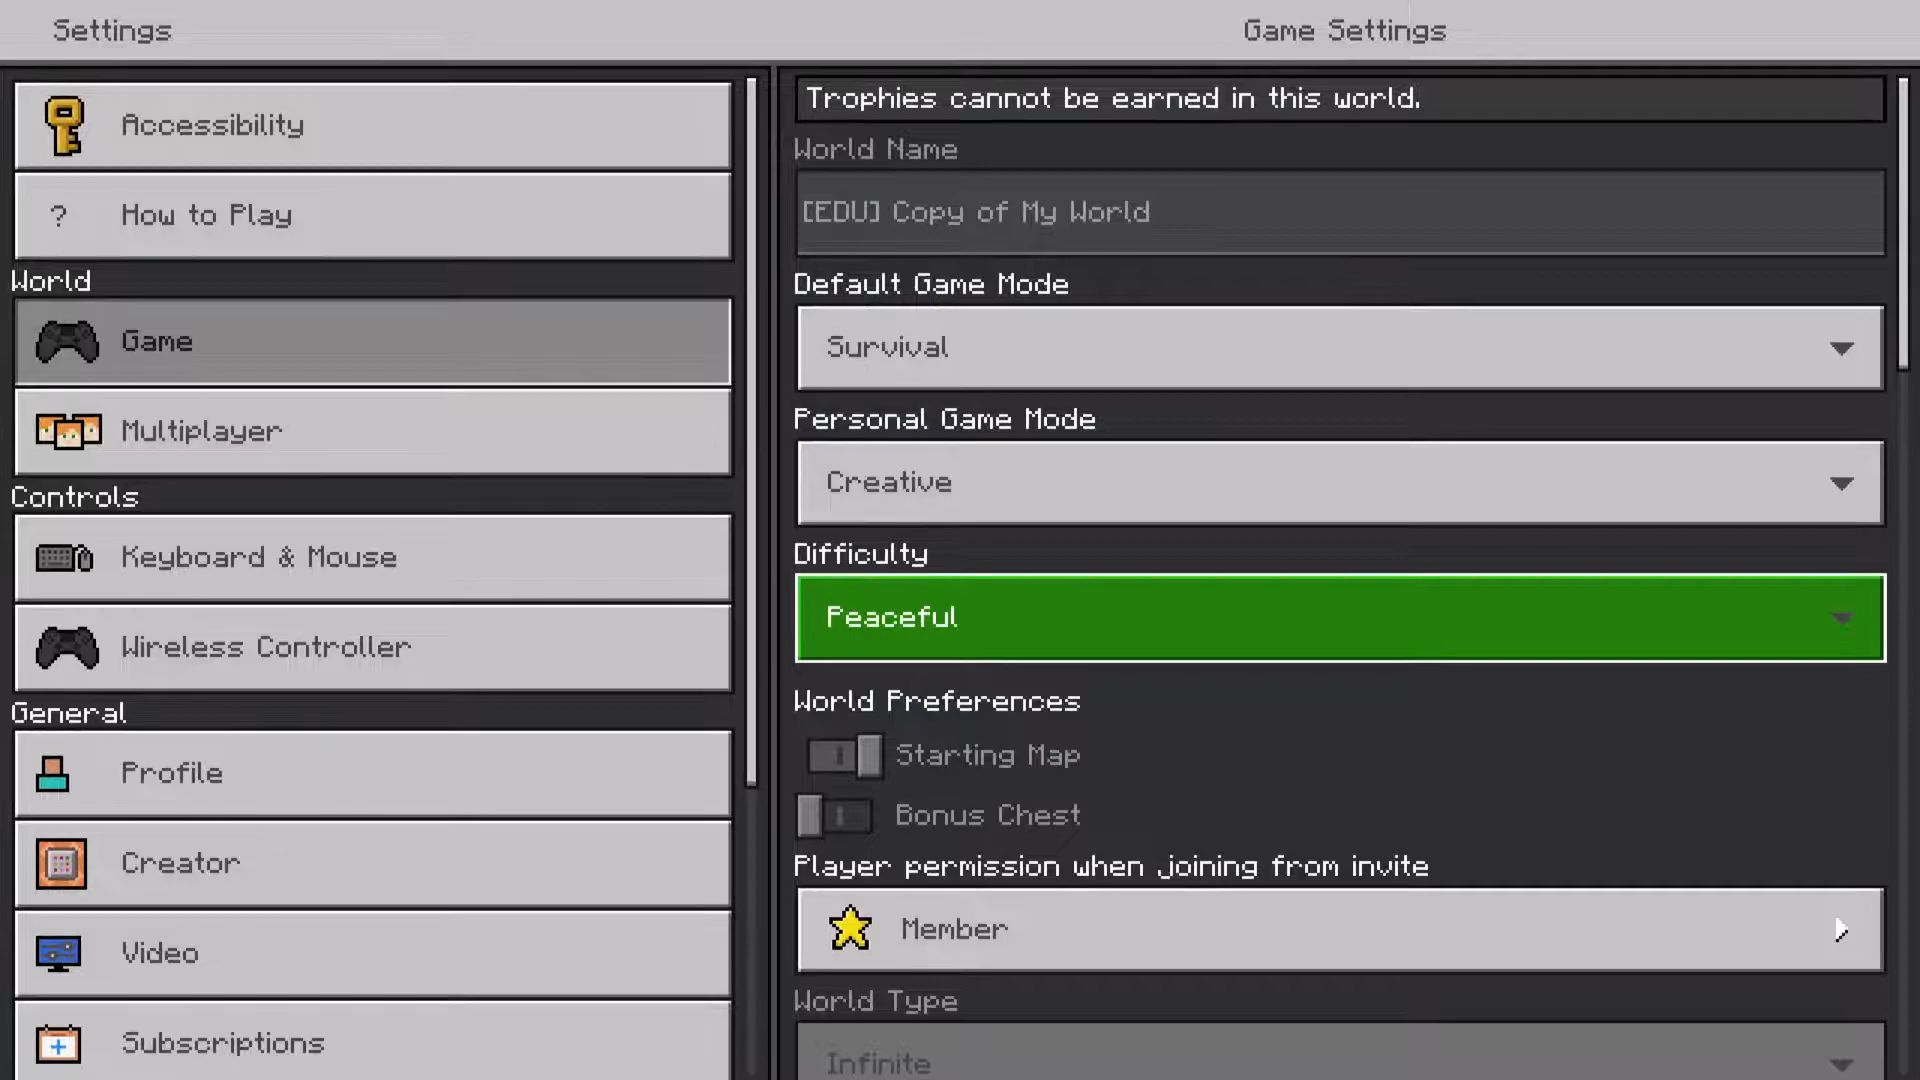 Settings
Game Settings
Accessibility
? How to Play
World
Game
Multiplayer
Controls
Keyboard & Mouse
Wireless Controller
General
Profile
Creator
Video
Subscriptions
Trophies cannot be earned in this world.
World Name
[EDU] Copy of My World
Default Game Mode
Survival
Personal Game Mode
Creative
Difficulty
Peaceful
World Preferences
Starting Map
Bonus Chest
Player permission when joining from invite
Member
World Type
Infinite